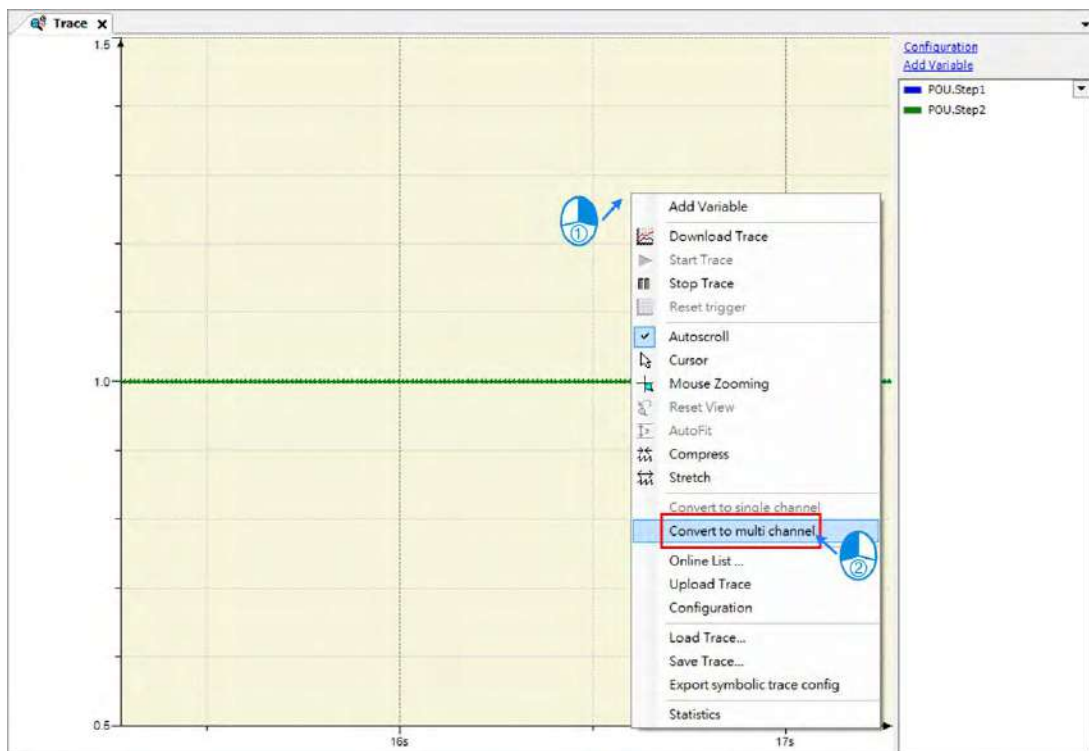 Trace
1.5
Configuration
Add Variable
POU.Step1
POU.Step2
①
Add Variable
Download Trace
Start Trace
Stop Trace
Reset trigger
Autoscroll
Cursor
1.0
Mouse Zooming
Reset View
AutoFit
Compress
Stretch
Convert to single channel
Convert to multi channel
②
Online List ...
Upload Trace
Configuration
Load Trace...
Save Trace...
Export symbolic trace config
Statistics
0.5
16s 17s